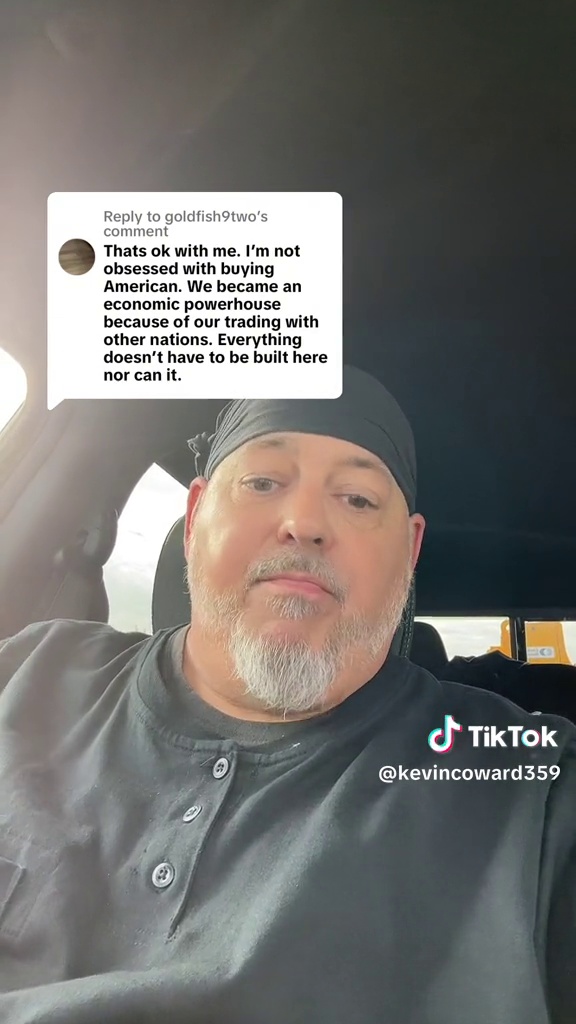 Reply to goldfish9two's
comment
Thats ok with me. I'm not
obsessed with buying
American. We became an
economic powerhouse
because of our trading with
other nations. Everything
doesn't have to be built here
nor can it.
TikTok
@kevincoward359